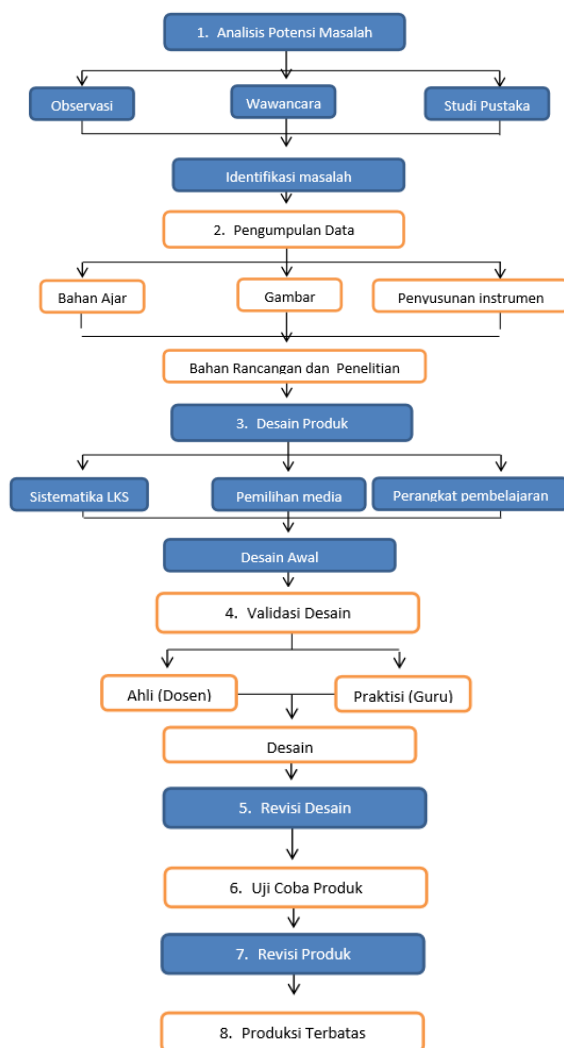 1. Analisis Potensi Masalah
Observasi
Wawancara
Studi Pustaka
Identifikasi masalah
2. Pengumpulan Data
Bahan Ajar
Gambar
Penyusunan instrumen
Bahan Rancangan dan Penelitian
3. Desain Produk
Sistematika LKS
Pemilihan media
Perangkat pembelajaran
Desain Awal
4. Validasi Desain
Ahli (Dosen)
Praktisi (Guru)
Desain
5. Revisi Desain
6. Uji Coba Produk
7. Revisi Produk
8. Produksi Terbatas